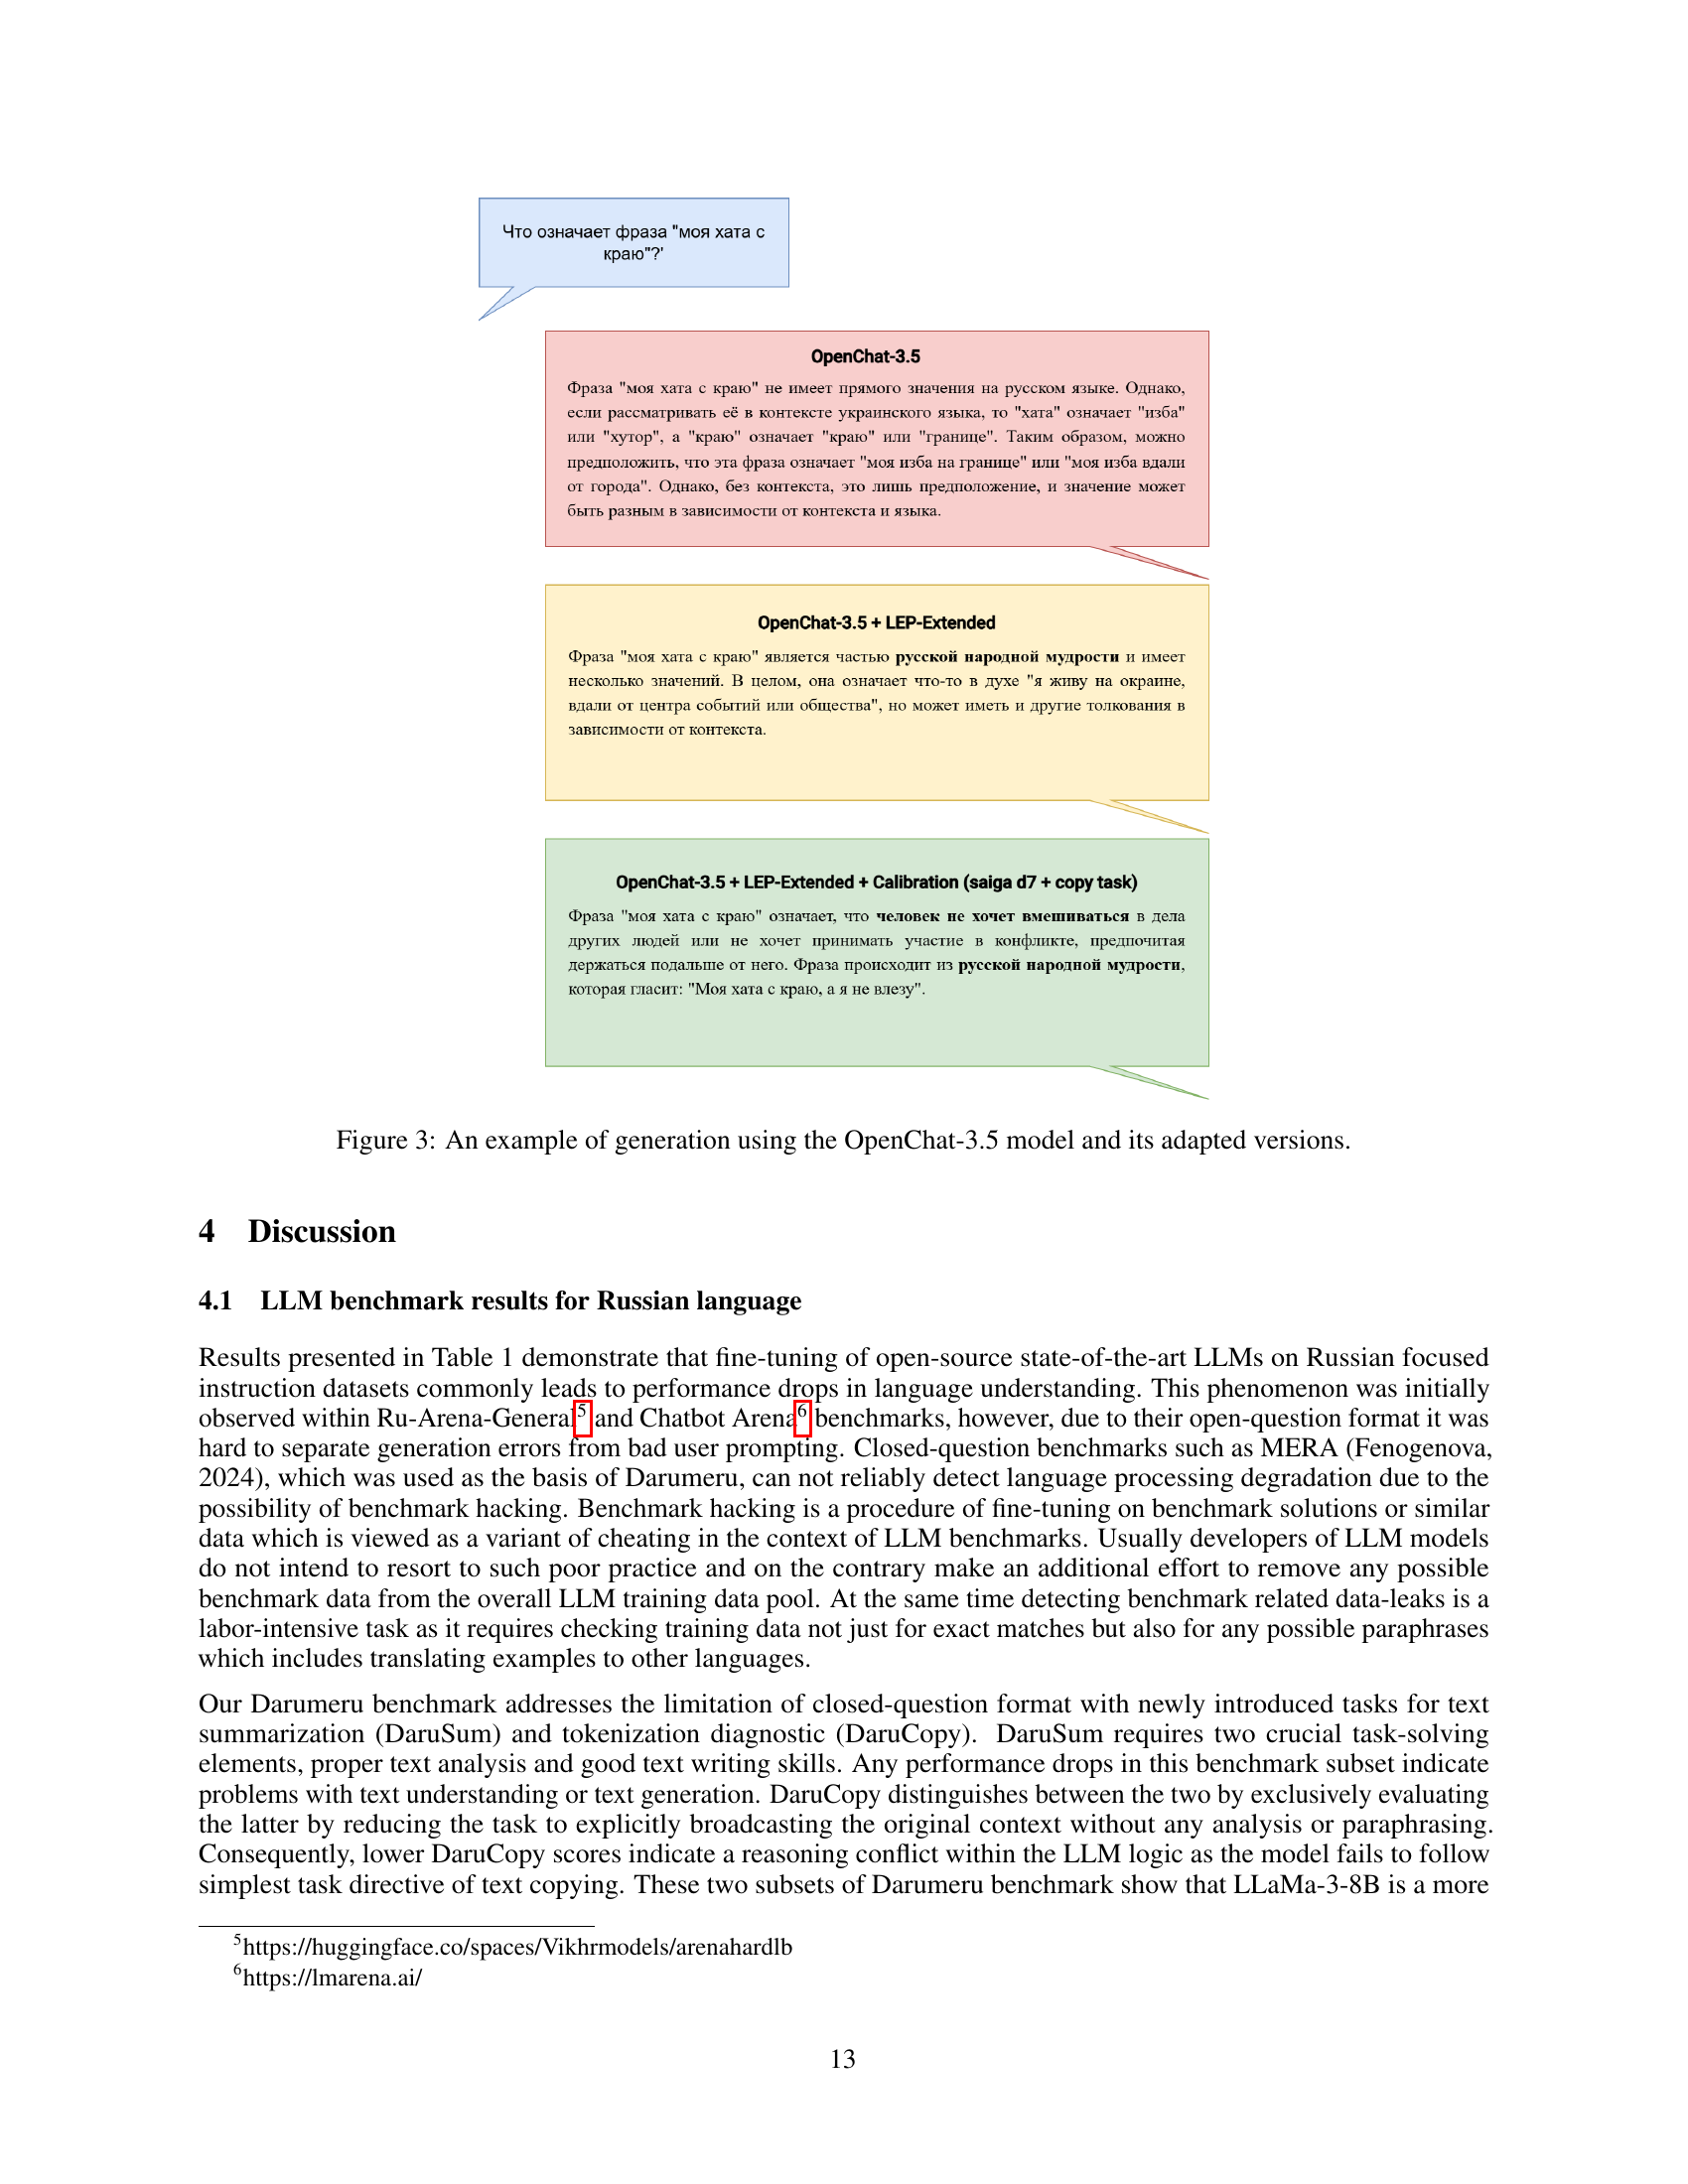 Что означает фраза "моя хата с
краю"?'
OpenChat-3.5
Фраза "моя хата с краю" не имеет прямого значения на русском языке. Однако,
если рассматривать её в контексте украинского языка, то "хата" означает "изба"
или "хутор", а "краю" означает "краю" или "границе". Таким образом, можно
предположить, что эта фраза означает "моя изба на границе" или "моя изба вдали
от города". Однако, без контекста, это лишь предположение, и значение может
быть разным в зависимости от контекста и языка.
OpenChat-3.5 + LEP-Extended
Фраза "моя хата с краю" является частью русской народной мудрости и имеет
несколько значений. В целом, она означает что-то в духе "я живу на окраине,
вдали от центра событий или общества", но может иметь и другие толкования в
зависимости от контекста.
OpenChat-3.5 + LEP-Extended + Calibration (saiga d7 + copy task)
Фраза "моя хата с краю" означает, что человек не хочет вмешиваться в дела
других людей или не хочет принимать участие в конфликте, предпочитая
держаться подальше от него. Фраза происходит из русской народной мудрости,
которая гласит: "Моя хата с краю, а я не влезу".
Figure 3: An example of generation using the OpenChat-3.5 model and its adapted versions.
4 Discussion
4.1 LLM benchmark results for Russian language
Results presented in Table 1 demonstrate that fine-tuning of open-source state-of-the-art LLMs on Russian focused
instruction datasets commonly leads to performance drops in language understanding. This phenomenon was initially
observed within Ru-Arena-General5 and Chatbot Arena6 benchmarks, however, due to their open-question format it was
hard to separate generation errors from bad user prompting. Closed-question benchmarks such as MERA (Fenogenova,
2024), which was used as the basis of Darumeru, can not reliably detect language processing degradation due to the
possibility of benchmark hacking. Benchmark hacking is a procedure of fine-tuning on benchmark solutions or similar
data which is viewed as a variant of cheating in the context of LLM benchmarks. Usually developers of LLM models
do not intend to resort to such poor practice and on the contrary make an additional effort to remove any possible
benchmark data from the overall LLM training data pool. At the same time detecting benchmark related data-leaks is a
labor-intensive task as it requires checking training data not just for exact matches but also for any possible paraphrases
which includes translating examples to other languages.
Our Darumeru benchmark addresses the limitation of closed-question format with newly introduced tasks for text
summarization (DaruSum) and tokenization diagnostic (DaruCopy). DaruSum requires two crucial task-solving
elements, proper text analysis and good text writing skills. Any performance drops in this benchmark subset indicate
problems with text understanding or text generation. DaruCopy distinguishes between the two by exclusively evaluating
the latter by reducing the task to explicitly broadcasting the original context without any analysis or paraphrasing.
Consequently, lower DaruCopy scores indicate a reasoning conflict within the LLM logic as the model fails to follow
simplest task directive of text copying. These two subsets of Darumeru benchmark show that LLaMa-3-8B is a more
5https://huggingface.co/spaces/Vikhrmodels/arenahardlb
6https://lmarena.ai/
13